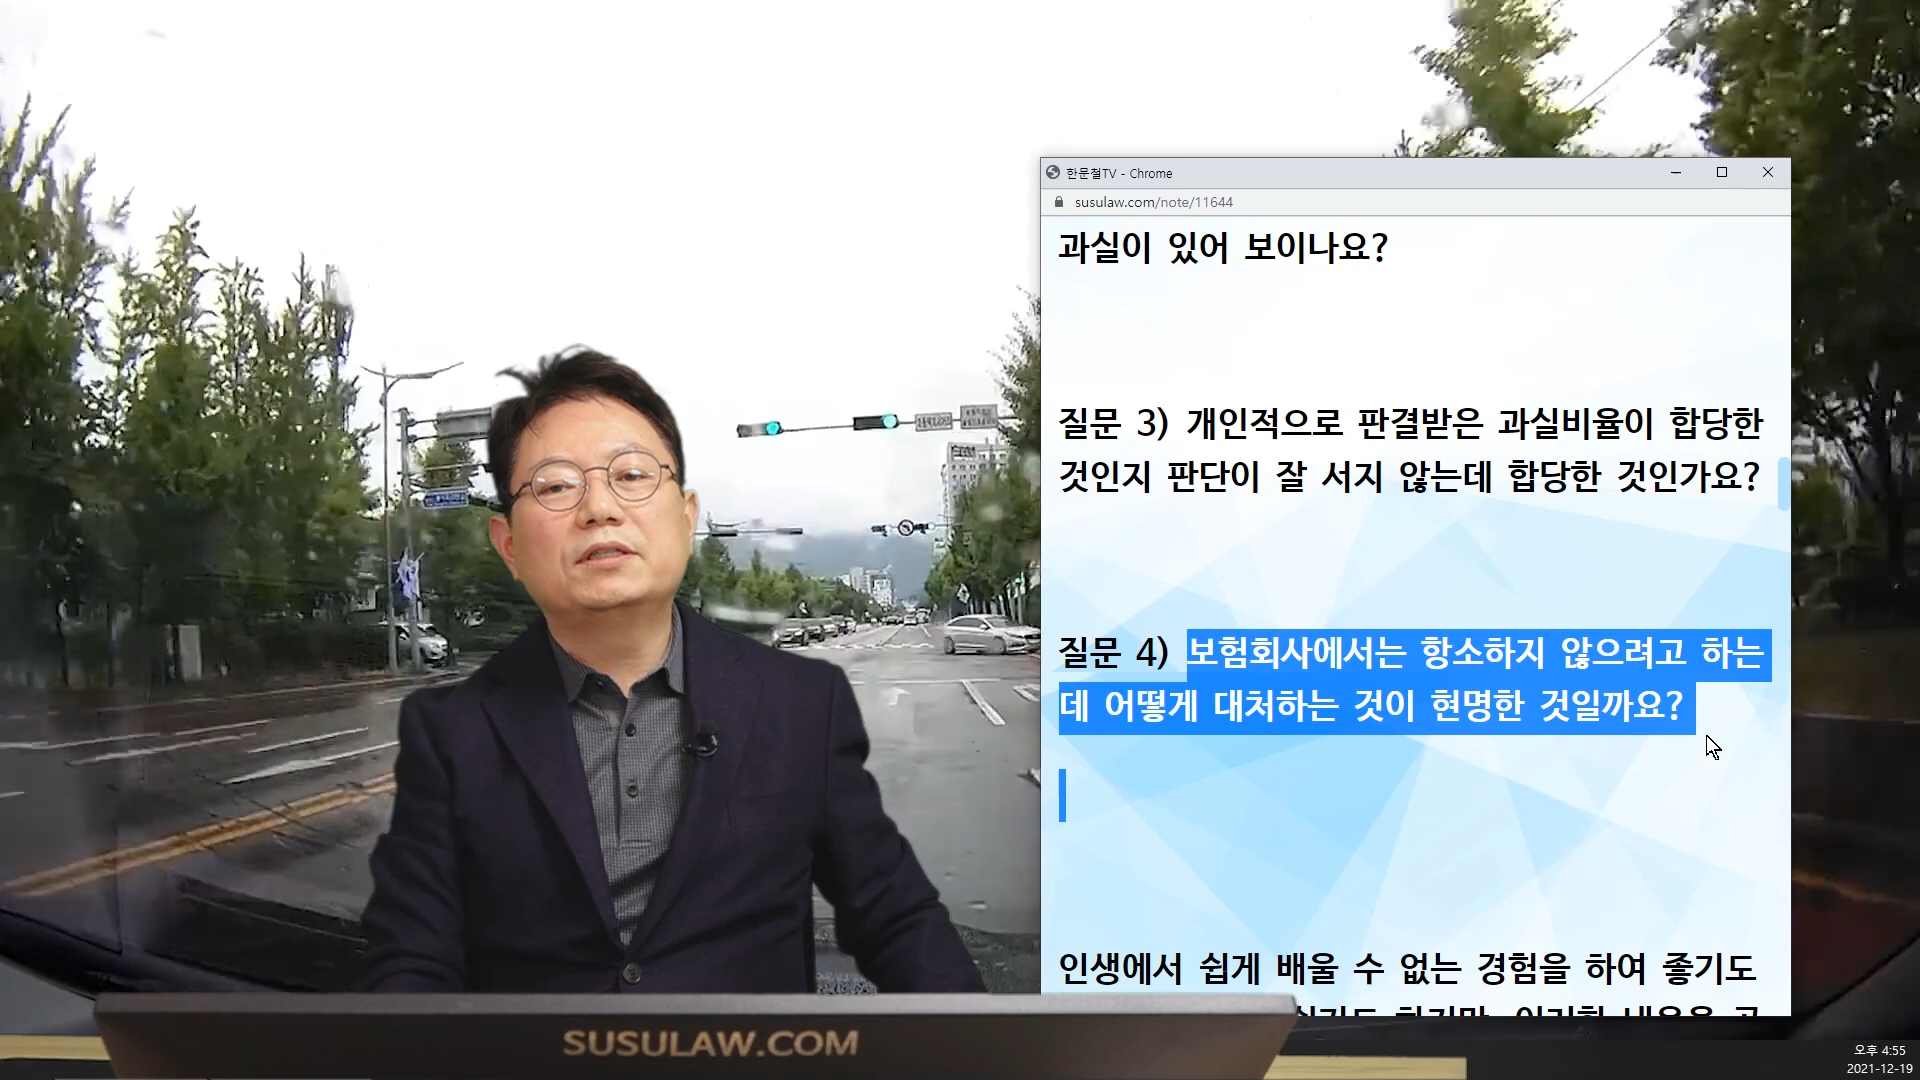 한문철TV - Chrome
susulaw.com/note/11644
과실이 있어 보이나요?
질문 3) 개인적으로 판결받은 과실비율이 합당한
것인지 판단이 잘 서지 않는데 합당한 것인가요?
질문 4) 보험회사에서는 항소하지 않으려고 하는
데 어떻게 대처하는 것이 현명한 것일까요?
인생에서 쉽게 배울 수 없는 경험을 하여 좋기도
SUSULAW.COM
오후 4:55
2021-12-19